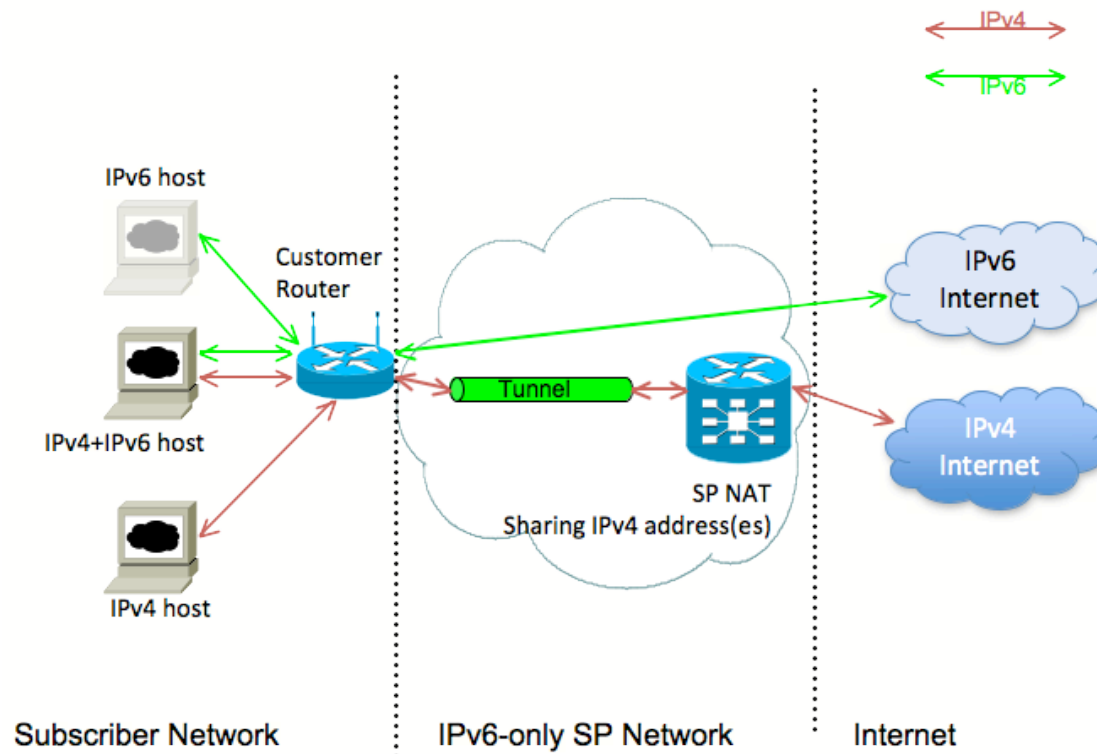 IPv4
IPv6
IPv6 host
Customer
Router
IPv6
Internet
Tunnel
IPv4+IPv6 host
IPv4
Internet
SP NAT
Sharing IPv4 address(es)
IPv4 host
Subscriber Network
IPv6-only SP Network
Internet